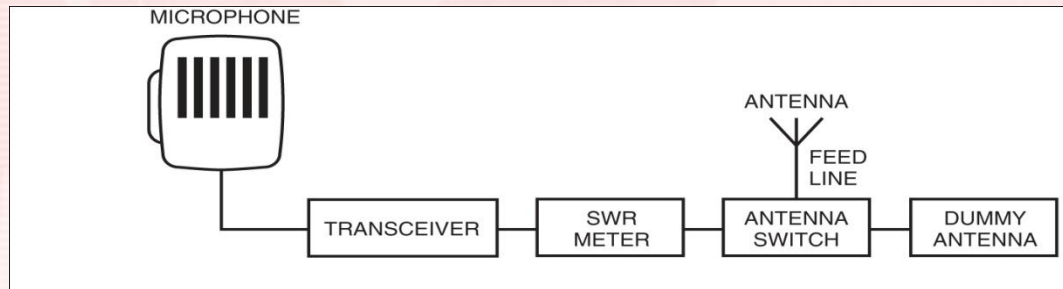 MICROPHONE
ANTENNA
FEED
LINE
TRANSCEIVER
SWR
METER
ANTENNA
SWITCH
DUMMY
ANTENNA